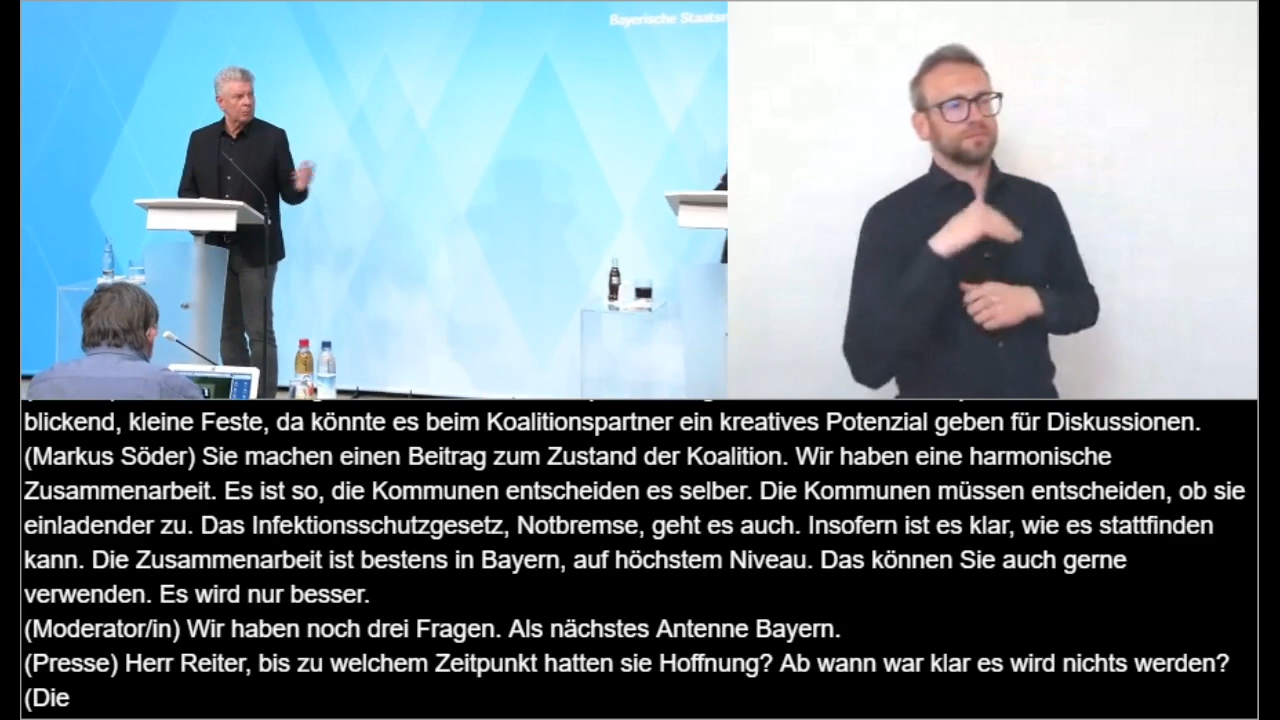 Bayerische Staatsr
blickend, kleine Feste, da könnte es beim Koalitionspartner ein kreatives Potenzial geben für Diskussionen.
(Markus Söder) Sie machen einen Beitrag zum Zustand der Koalition. Wir haben eine harmonische
Zusammenarbeit. Es ist so, die Kommunen entscheiden es selber. Die Kommunen müssen entscheiden, ob sie
einladender zu. Das Infektionsschutzgesetz, Notbremse, geht es auch. Insofern ist es klar, wie es stattfinden
kann. Die Zusammenarbeit ist bestens in Bayern, auf höchstem Niveau. Das können Sie auch gerne
verwenden. Es wird nur besser.
(Moderator/in) Wir haben noch drei Fragen. Als nächstes Antenne Bayern.
(Presse) Herr Reiter, bis zu welchem Zeitpunkt hatten sie Hoffnung? Ab wann war klar es wird nichts werden?
(Die